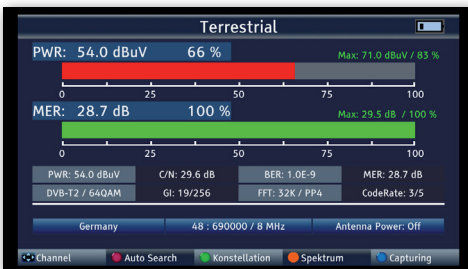 Terrestrial
PWR: 54.0 dBuV 66 % Max: 71.0 dBuV / 83 %
0 25 50 75 100
MER: 28.7 dB 100 % Max: 29.5 dB / 100 %
0 25 50 75 100
PWR: 54.0 dBuV C/N: 29.6 dB BER: 1.0E-9 MER: 28.7 dB
DVB-T2 / 64QAM GI: 19/256 FFT: 32K / PP4 CodeRate: 3/5
Germany 48 : 690000 / 8 MHz Antenna Power: Off
Channel Auto Search Konstellation Spektrum Capturing